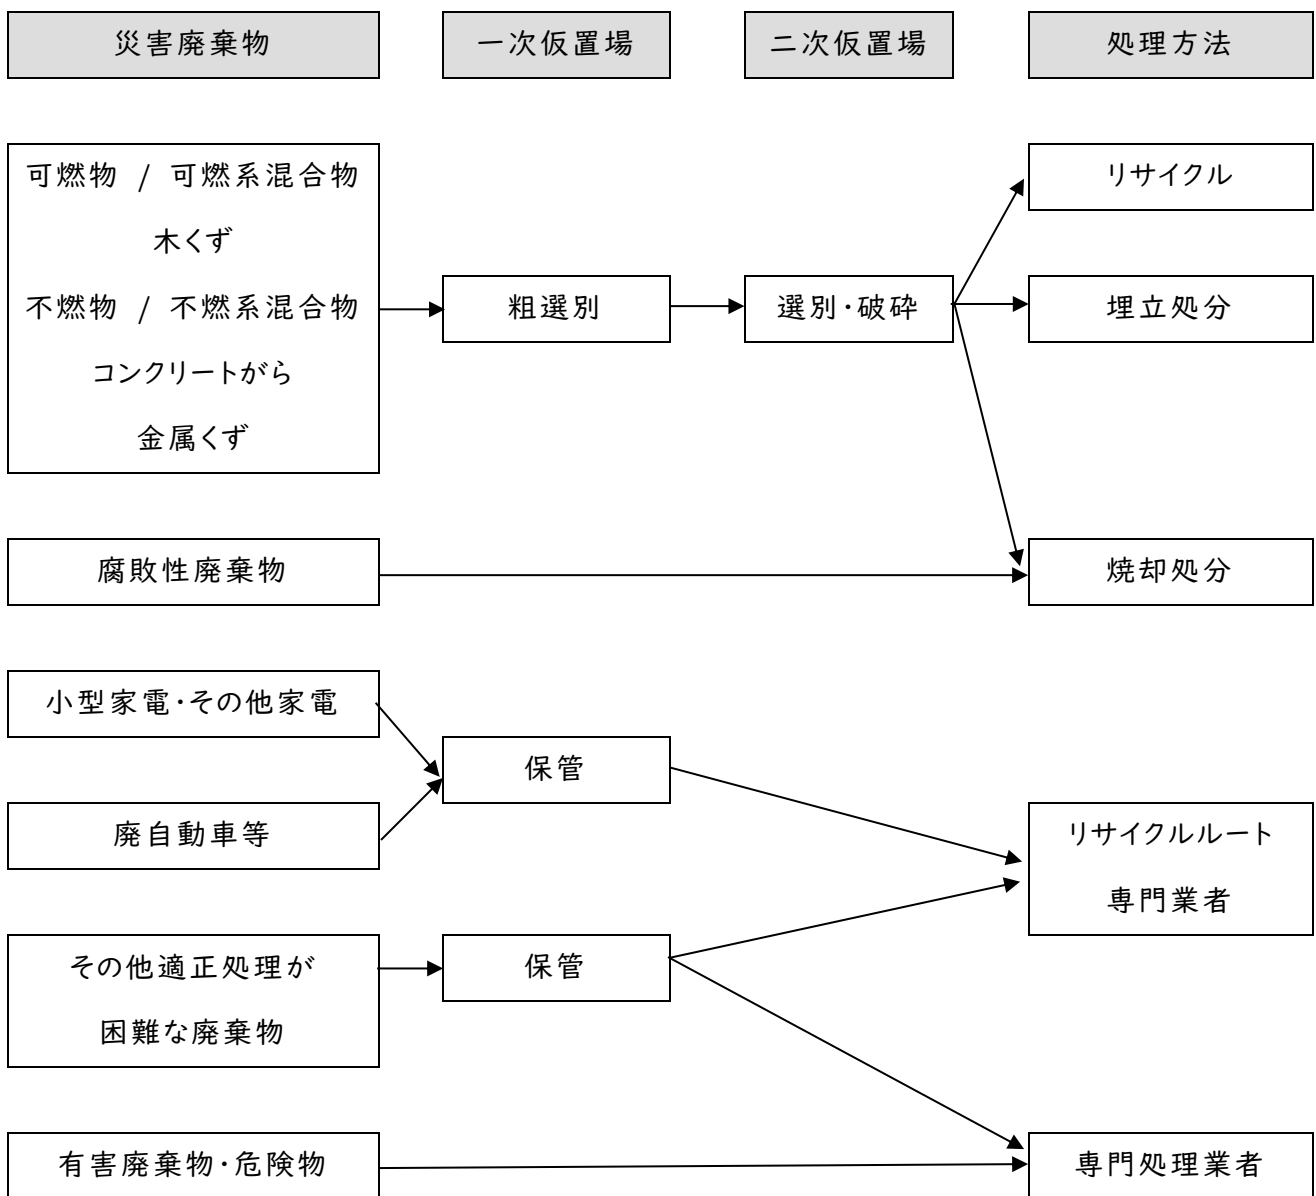 災害廃棄物
一次仮置場
二次仮置場
処理方法
可燃物 / 可燃系混合物
木くず
不燃物 / 不燃系混合物
コンクリートがら
金属くず
粗選別
選別・破砕
リサイクル
埋立処分
腐敗性廃棄物
焼却処分
小型家電・その他家電
廃自動車等
保管
リサイクルルート
専門業者
その他適正処理が
困難な廃棄物
保管
有害廃棄物・危険物
専門処理業者